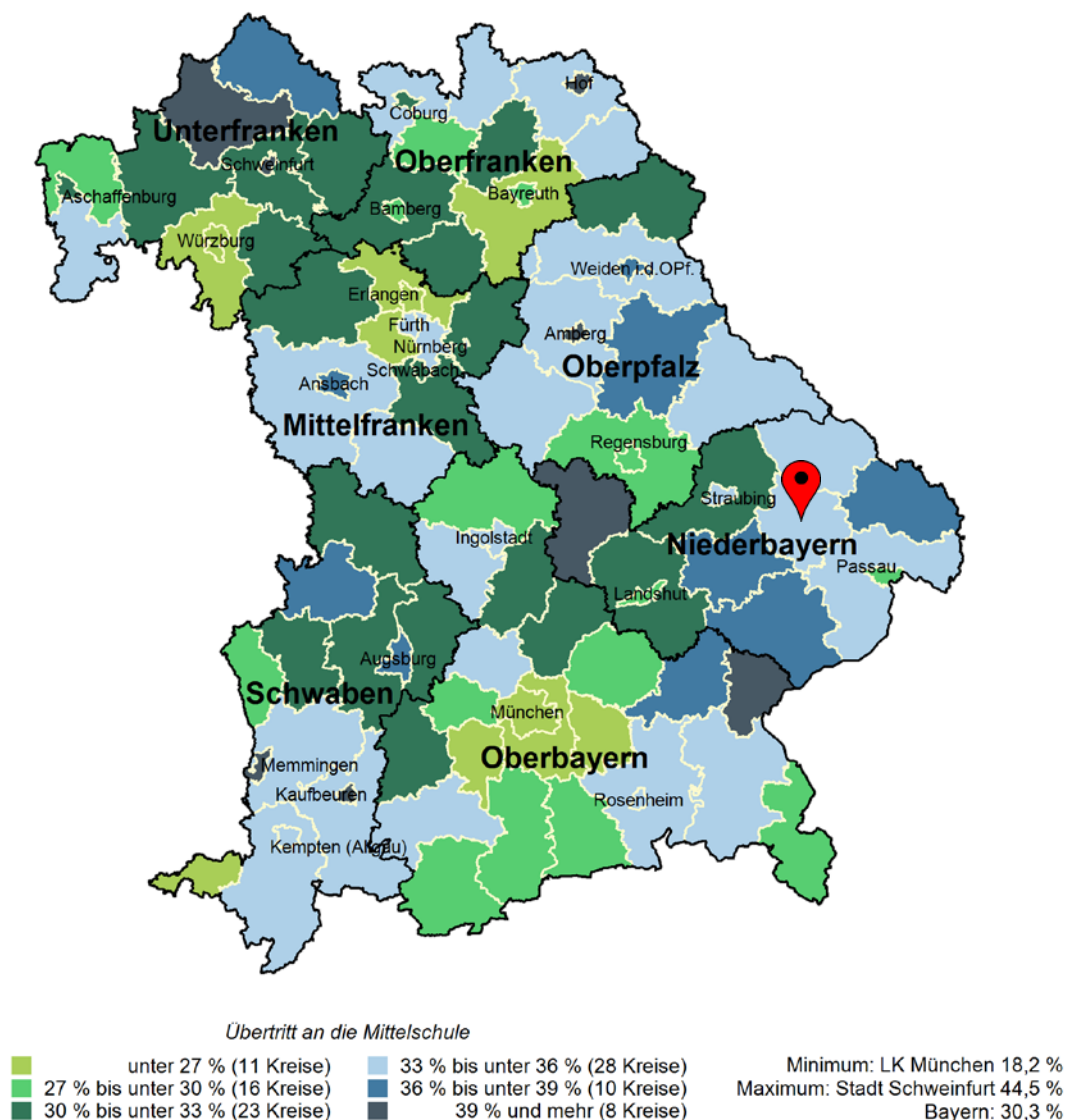 Hof
Coburg
Unterfranken
Schweinfurt
Oberfranken
Aschaffenburg
Bayreuth
Bamberg
Würzburg
Weiden i.d.OPf.
Erlangen
Fürth
Amberg
Nürnberg
Schwabach
Oberpfalz
Ansbach
Mittelfranken
Regensburg
Straubing
Ingolstadt
Niederbayern
Passau
Landshut
Augsburg
Schwaben
München
Oberbayern
Memmingen
Kaufbeuren
Rosenheim
Kempten (Allgäu)
Übertritt an die Mittelschule
unter 27 % (11 Kreise) 33 % bis unter 36 % (28 Kreise) Minimum: LK München 18,2 %
27 % bis unter 30 % (16 Kreise) 36 % bis unter 39 % (10 Kreise) Maximum: Stadt Schweinfurt 44,5 %
30 % bis unter 33 % (23 Kreise) 39 % und mehr (8 Kreise) Bayern: 30,3 %